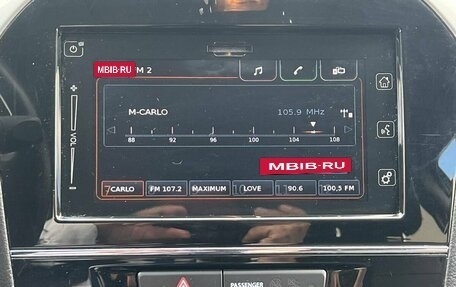 MBIB·RU M 2
M-CARLO 105.9 MHz
88 92 96 100 104 108
MBIB-RU
CARLO FM 107.2 MAXIMUM LOVE 90.6 100,5 FM
VOL
PASSENGER